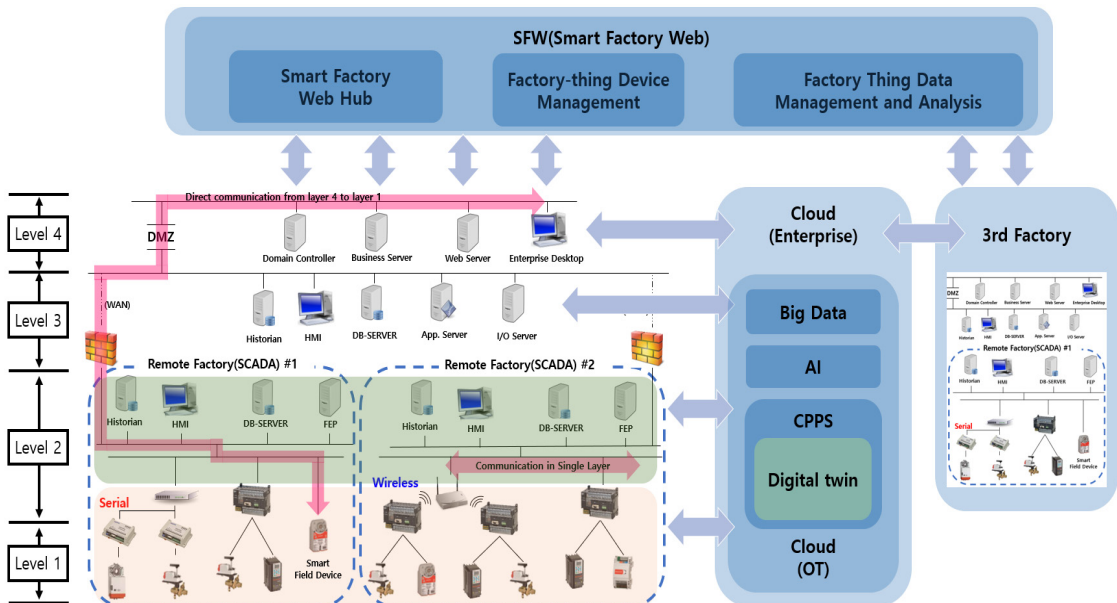 SFW(Smart Factory Web)
Smart Factory
Web Hub
Factory-thing Device
Management
Factory Thing Data
Management and Analysis
Direct communication from layer 4 to layer 1
Level 4
DMZ
Domain Controller
Business Server
Web Server
Enterprise Desktop
Level 3
(WAN)
Historian
HMI
DB-SERVER
App. Server
I/O Server
Remote Factory(SCADA) #1
Remote Factory(SCADA) #2
Level 2
Historian
HMI
DB-SERVER
FEP
Historian
HMI
DB-SERVER
FEP
Communication in Single Layer
Wireless
Serial
Level 1
Smart
Field Device
Cloud
(Enterprise)
Big Data
AI
CPPS
Digital twin
Cloud
(OT)
3rd Factory
DMZ
Domain Controller
Business Server
Web Server
Enterprise Desktop
Historian
HMI
DB-SERVER
App. Server
I/O Server
Remote Factory(SCADA) #1
Historian
HMI
DB-SERVER
FEP
Serial
Smart
Field Device